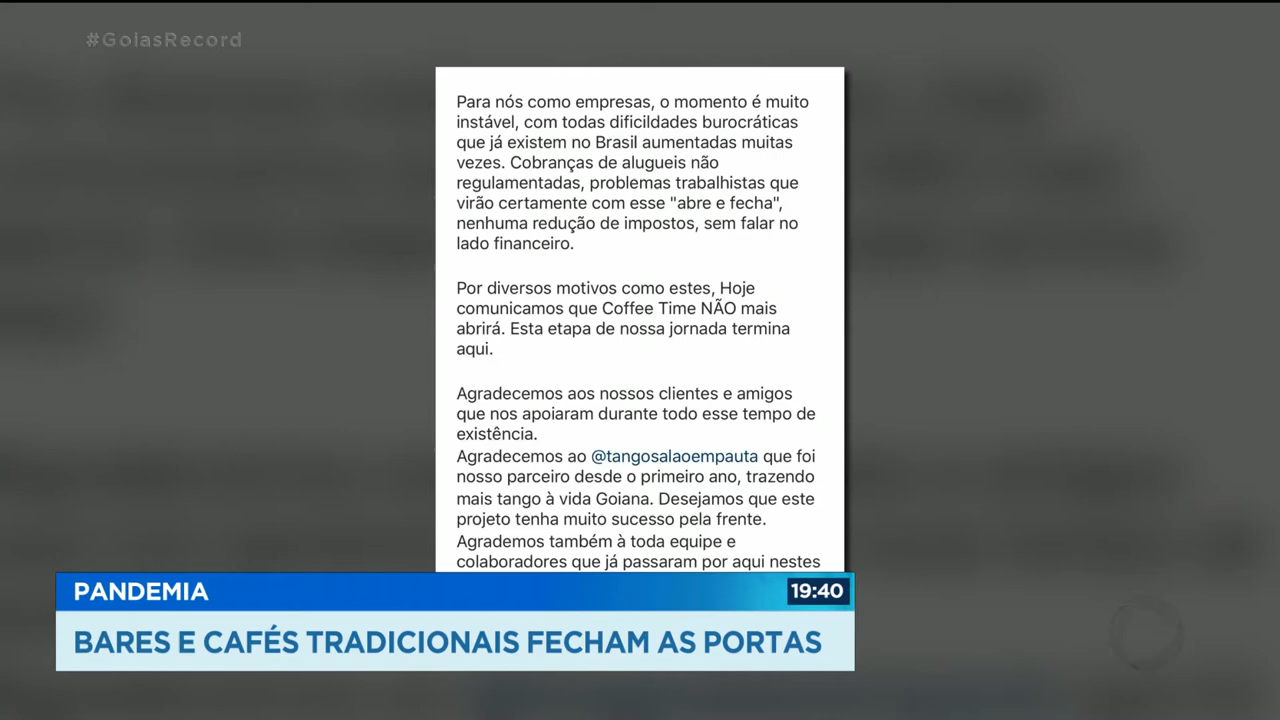 #GoiasRecord
Para nós como empresas, o momento é muito
instável, com todas dificildades burocráticas
que já existem no Brasil aumentadas muitas
vezes. Cobranças de alugueis não
regulamentadas, problemas trabalhistas que
virão certamente com esse "abre e fecha",
nenhuma redução de impostos, sem falar no
lado financeiro.
Por diversos motivos como estes, Hoje
comunicamos que Coffee Time NÃO mais
abrirá. Esta etapa de nossa jornada termina
aqui.
Agradecemos aos nossos clientes e amigos
que nos apoiaram durante todo esse tempo de
existência.
Agradecemos ao @tangosalaoempauta que foi
nosso parceiro desde o primeiro ano, trazendo
mais tango à vida Goiana. Desejamos que este
projeto tenha muito sucesso pela frente.
Agrademos também à toda equipe e
colaboradores que já passaram por aqui nestes
PANDEMIA
19:40
BARES E CAFÉS TRADICIONAIS FECHAM AS PORTAS